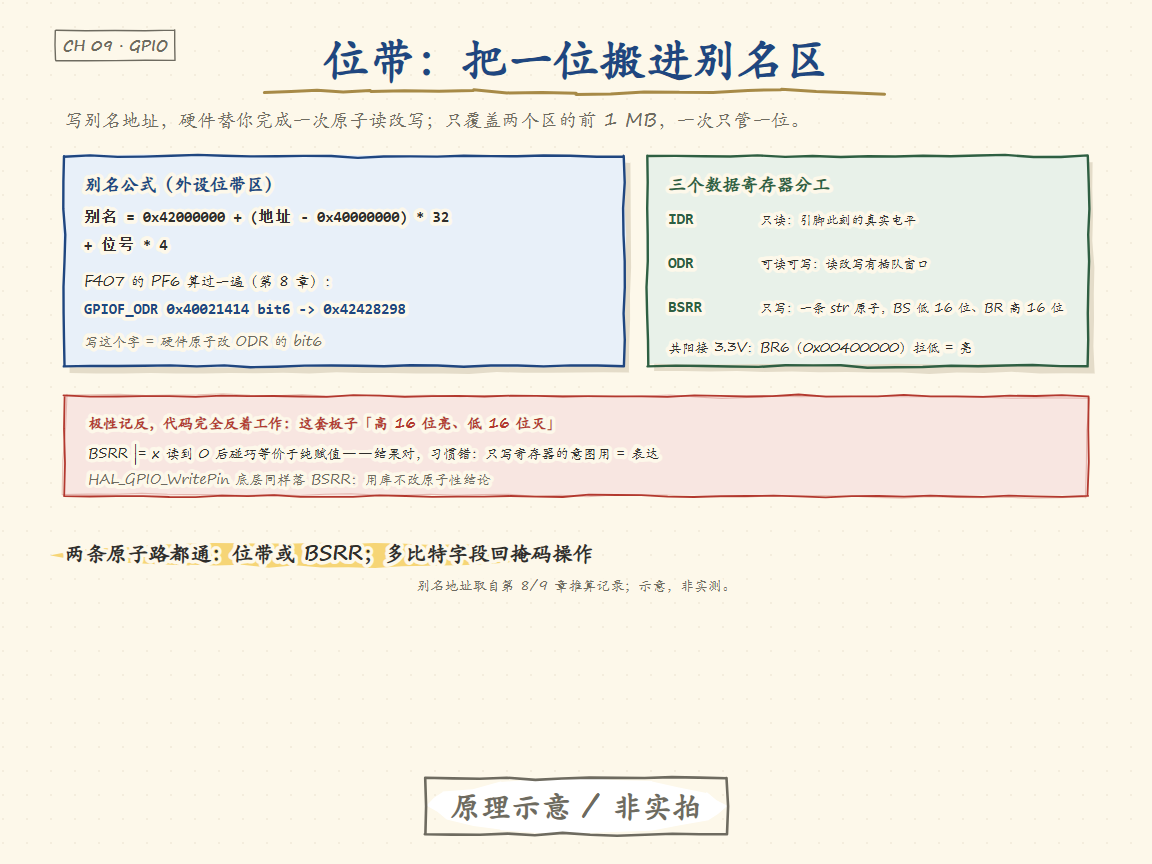 CH 09 · GPIO
位带：把一位搬进别名区
写别名地址，硬件替你完成一次原子读改写；只覆盖两个区的前 1 MB，一次只管一位。
别名公式（外设位带区）
别名 = 0x42000000 + (地址 - 0x40000000) * 32
+ 位号 * 4
F407 的 PF6 算过一遍（第 8 章）：
GPIOF_ODR 0x40021414 bit6 -> 0x42428298
写这个字 = 硬件原子改 ODR 的 bit6
三个数据寄存器分工
IDR 只读：引脚此刻的真实电平
ODR 可读可写：读改写有插队窗口
BSRR 只写：一条 str 原子，BS 低 16 位、BR 高 16 位
共阳接 3.3V：BR6（0x00400000）拉低 = 亮
极性记反，代码完全反着工作：这套板子「高 16 位亮、低 16 位灭」
BSRR |= x 读到 0 后碰巧等价于纯赋值——结果对，习惯错：只写寄存器的意图用 = 表达
HAL_GPIO_WritePin 底层同样落 BSRR：用库不改原子性结论
两条原子路都通：位带或 BSRR；多比特字段回掩码操作
别名地址取自第 8/9 章推算记录；示意，非实测。
原理示意 / 非实拍